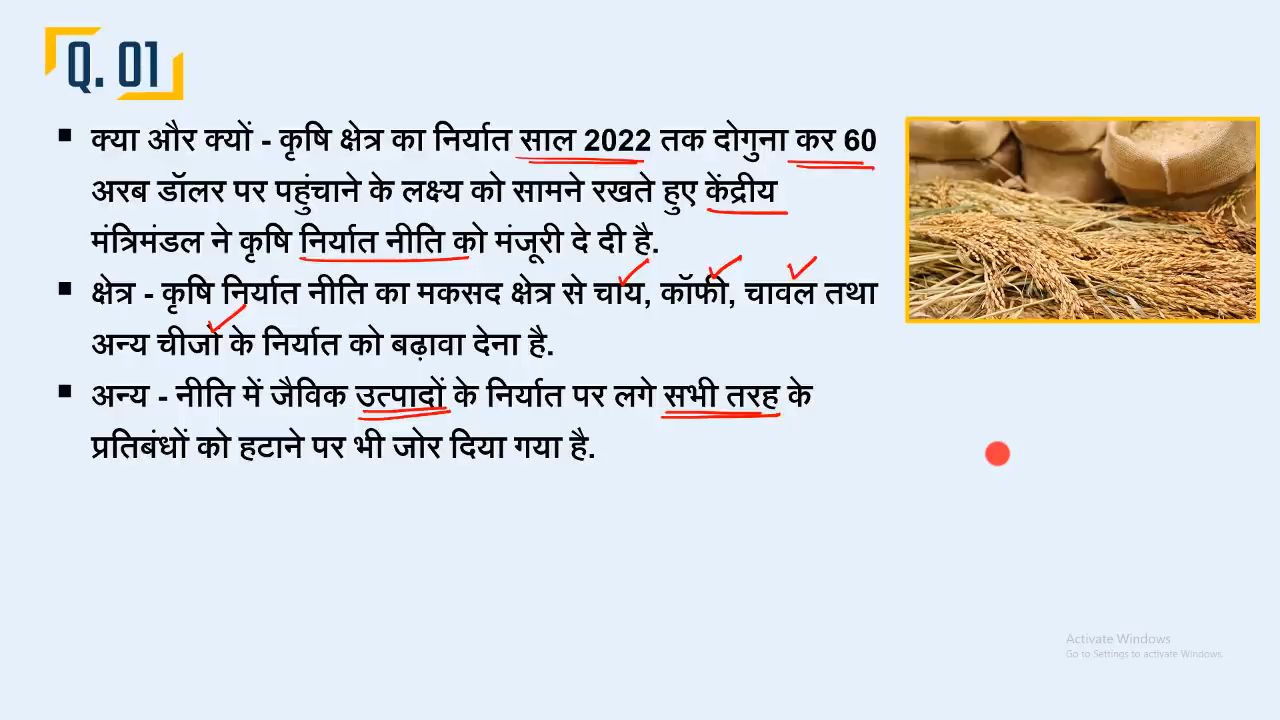 Q. 01
क्या और क्यों - कृषि क्षेत्र का निर्यात साल 2022 तक दोगुना कर 60
अरब डॉलर पर पहुंचाने के लक्ष्य को सामने रखते हुए केंद्रीय
मंत्रिमंडल ने कृषि निर्यात नीति को मंजूरी दे दी है.
क्षेत्र - कृषि निर्यात नीति का मकसद क्षेत्र से चाय, कॉफी, चावल तथा
अन्य चीजो के निर्यात को बढ़ावा देना है.
अन्य - नीति में जैविक उत्पादों के निर्यात पर लगे सभी तरह के
प्रतिबंधों को हटाने पर भी जोर दिया गया है.
Activate Windows
Go to Settings to activate Windows.